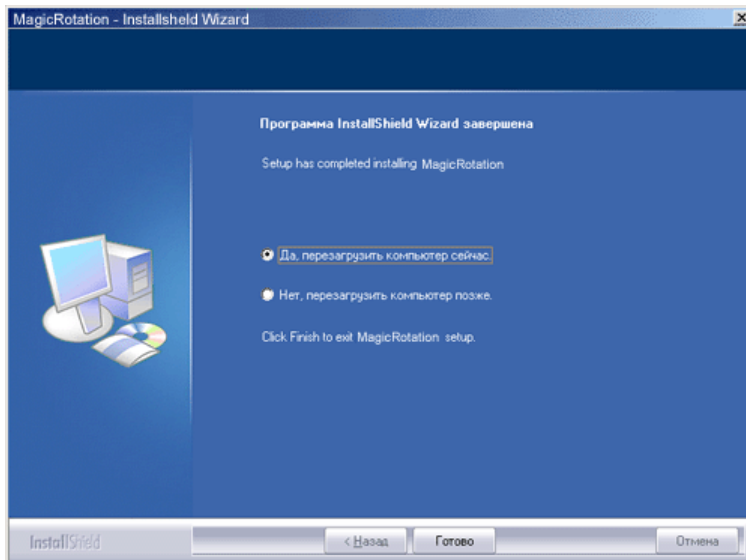 MagicRotation - Installsheld Wizard
Программа InstallShield Wizard завершена
Setup has completed installing MagicRotation
Да, перезагрузить компьютер сейчас.
Нет, перезагрузить компьютер позже.
Click Finish to exit MagicRotation setup.
InstallShield
< Назад
Готово
Отмена